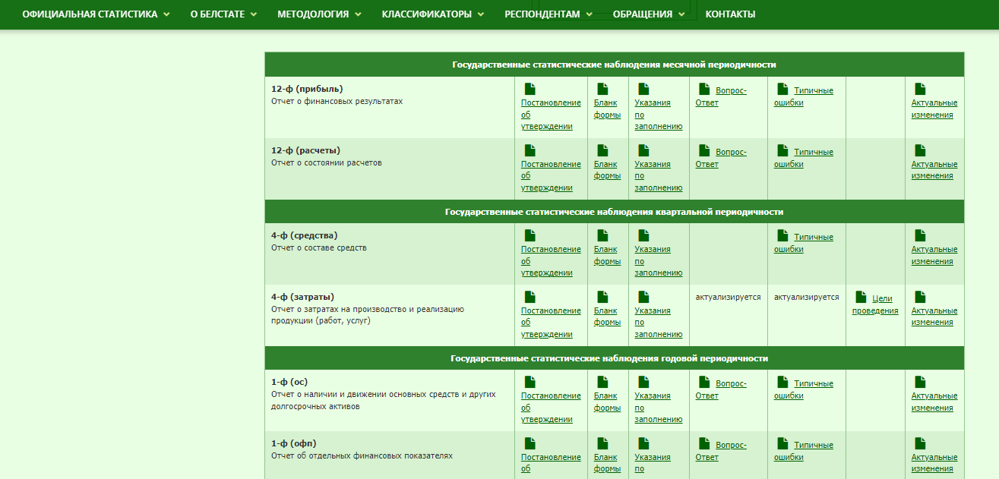 ОФИЦИАЛЬНАЯ СТАТИСТИКА О БЕЛСТАТЕ МЕТОДОЛОГИЯ КЛАССИФИКАТОРЫ РЕСПОНДЕНТАМ ОБРАЩЕНИЯ КОНТАКТЫ
Государственные статистические наблюдения месячной периодичности
12-ф (прибыль)
Отчет о финансовых результатах
Постановление
об
утверждении
Бланк
формы
Указания
по
заполнению
Вопрос-
Ответ
Типичные
ошибки
Актуальные
изменения
12-ф (расчеты)
Отчет о состоянии расчетов
Постановление
об
утверждении
Бланк
формы
Указания
по
заполнению
Вопрос-
Ответ
Типичные
ошибки
Актуальные
изменения
Государственные статистические наблюдения квартальной периодичности
4-ф (средства)
Отчет о составе средств
Постановление
об
утверждении
Бланк
формы
Указания
по
заполнению
Типичные
ошибки
Актуальные
изменения
4-ф (затраты)
Отчет о затратах на производство и реализацию
продукции (работ, услуг)
Постановление
об
утверждении
Бланк
формы
Указания
по
заполнению
актуализируется
актуализируется
Цели
проведения
Актуальные
изменения
Государственные статистические наблюдения годовой периодичности
1-ф (ос)
Отчет о наличии и движении основных средств и других
долгосрочных активов
Постановление
об
утверждении
Бланк
формы
Указания
по
заполнению
Вопрос-
Ответ
Типичные
ошибки
Актуальные
изменения
1-ф (офп)
Отчет об отдельных финансовых показателях
Постановление
об
Бланк
формы
Указания
по
Вопрос-
Ответ
Типичные
ошибки
Актуальные
изменения